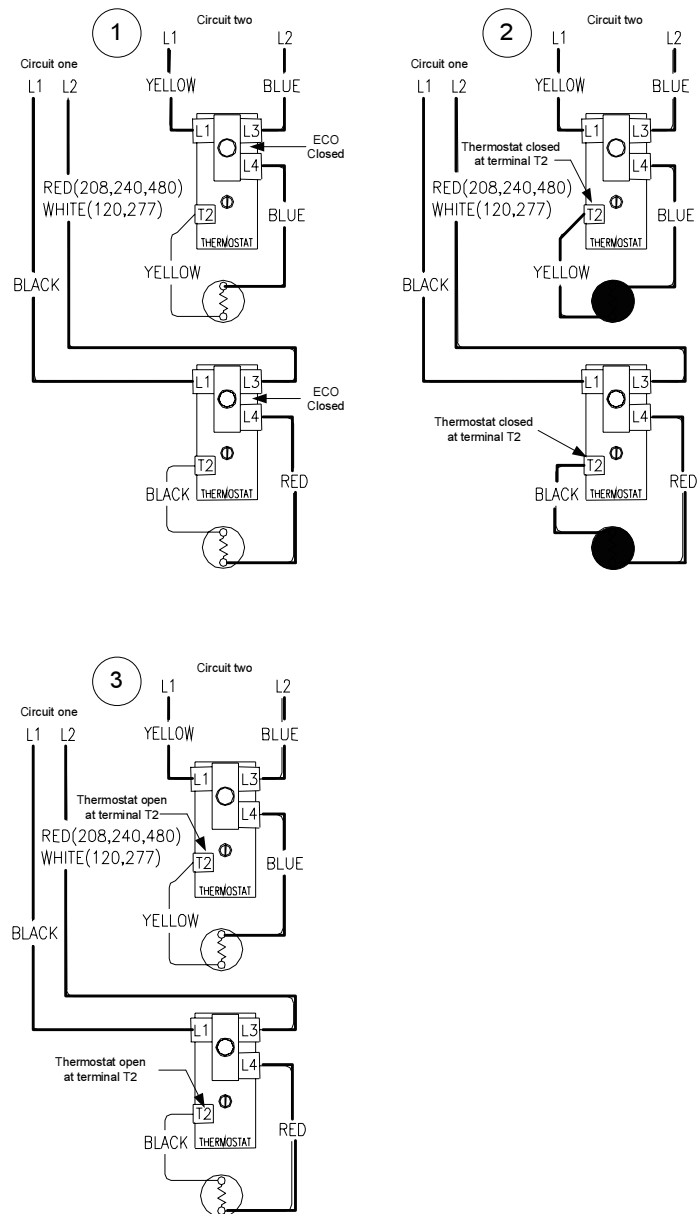 1
Circuit two
L1
L2
Circuit one
L1
L2
YELLOW
BLUE
L1
L3
ECO
Closed
L4
RED(208,240,480)
WHITE(120,277)
T2
BLUE
THERMOSTAT
YELLOW
BLACK
L1
L3
ECO
Closed
L4
T2
RED
BLACK
THERMOSTAT
2
Circuit two
L1
L2
Circuit one
L1
L2
YELLOW
BLUE
L1
L3
Thermostat closed
at terminal T2
L4
RED(208,240,480)
WHITE(120,277)
T2
BLUE
THERMOSTAT
YELLOW
BLACK
L1
L3
L4
Thermostat closed
at terminal T2
T2
RED
BLACK
THERMOSTAT
3
Circuit two
L1
L2
Circuit one
L1
L2
YELLOW
BLUE
L1
L3
Thermostat open
at terminal T2
L4
RED(208,240,480)
WHITE(120,277)
T2
BLUE
THERMOSTAT
YELLOW
BLACK
L1
L3
Thermostat open
at terminal T2
L4
T2
RED
BLACK
THERMOSTAT